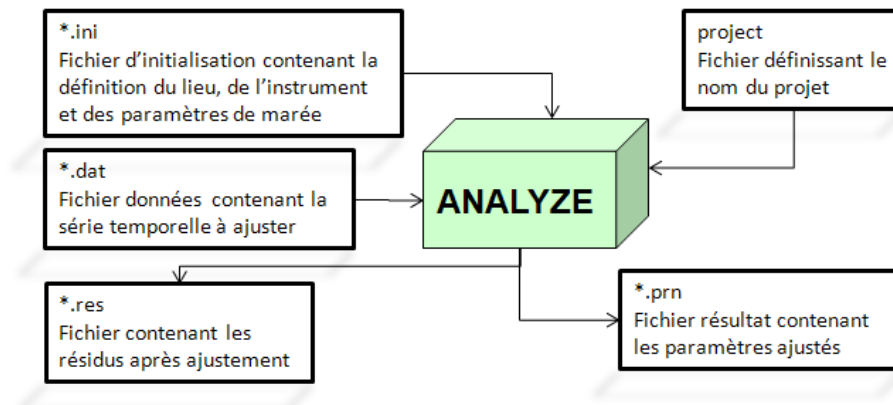 *.ini
Fichier d'initialisation contenant la
définition du lieu, de l'instrument
et des paramètres de marée
project
Fichier définissant le
nom du projet
*.dat
Fichier données contenant la
série temporelle à ajuster
ANALYZE
*.res
Fichier contenant les
résidus après ajustement
*.prn
Fichier résultat contenant
les paramètres ajustés